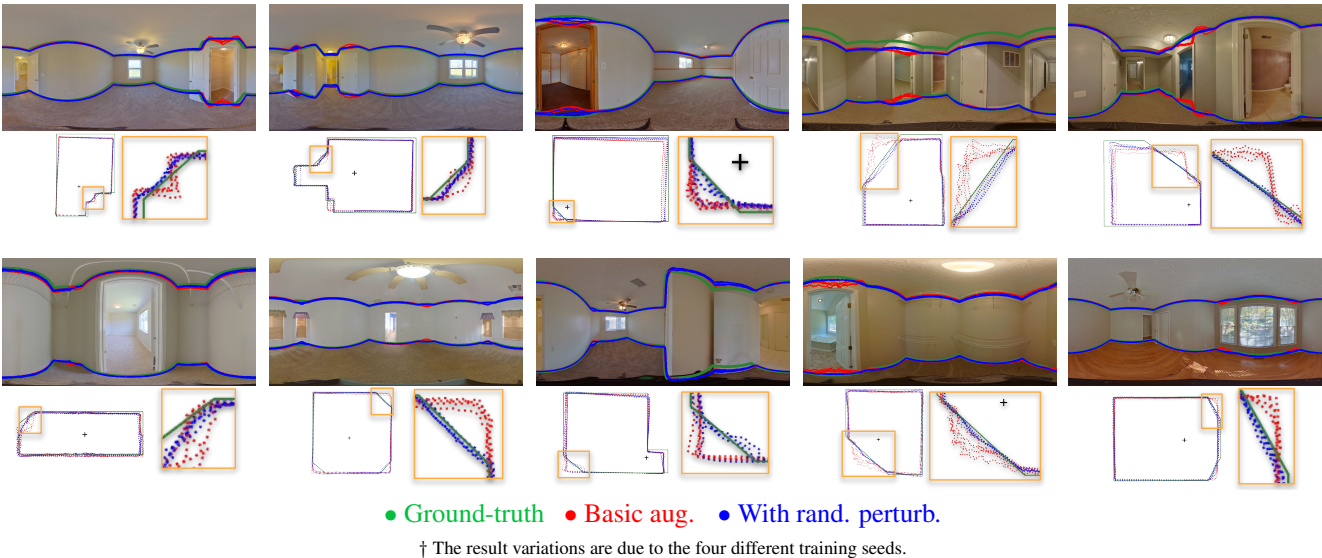 • Ground-truth • Basic aug. • With rand. perturb.
† The result variations are due to the four different training seeds.